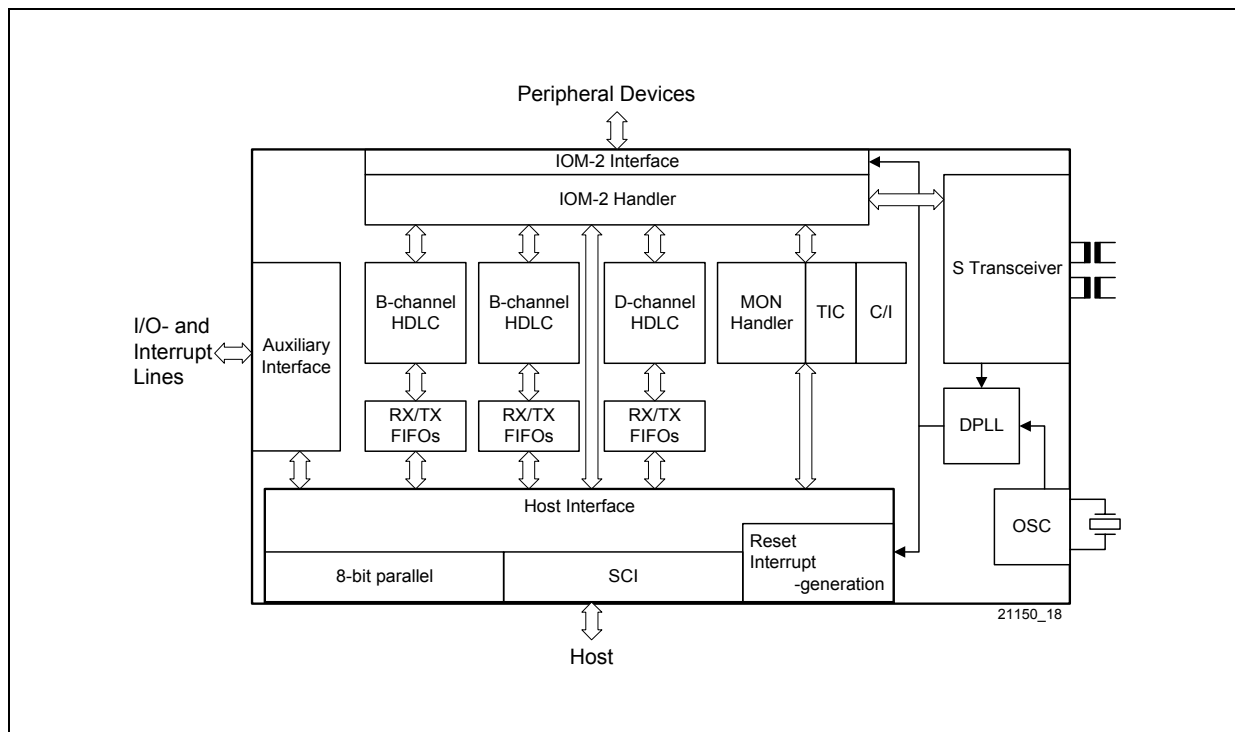 Peripheral Devices
IOM-2 Interface
IOM-2 Handler
I/O- and
Interrupt
Lines
Auxiliary
Interface
B-channel
HDLC
B-channel
HDLC
D-channel
HDLC
MON
Handler
TIC
C/I
S Transceiver
RX/TX
FIFOs
RX/TX
FIFOs
RX/TX
FIFOs
DPLL
OSC
Host Interface
8-bit parallel
SCI
Reset
Interrupt
-generation
21150_18
Host